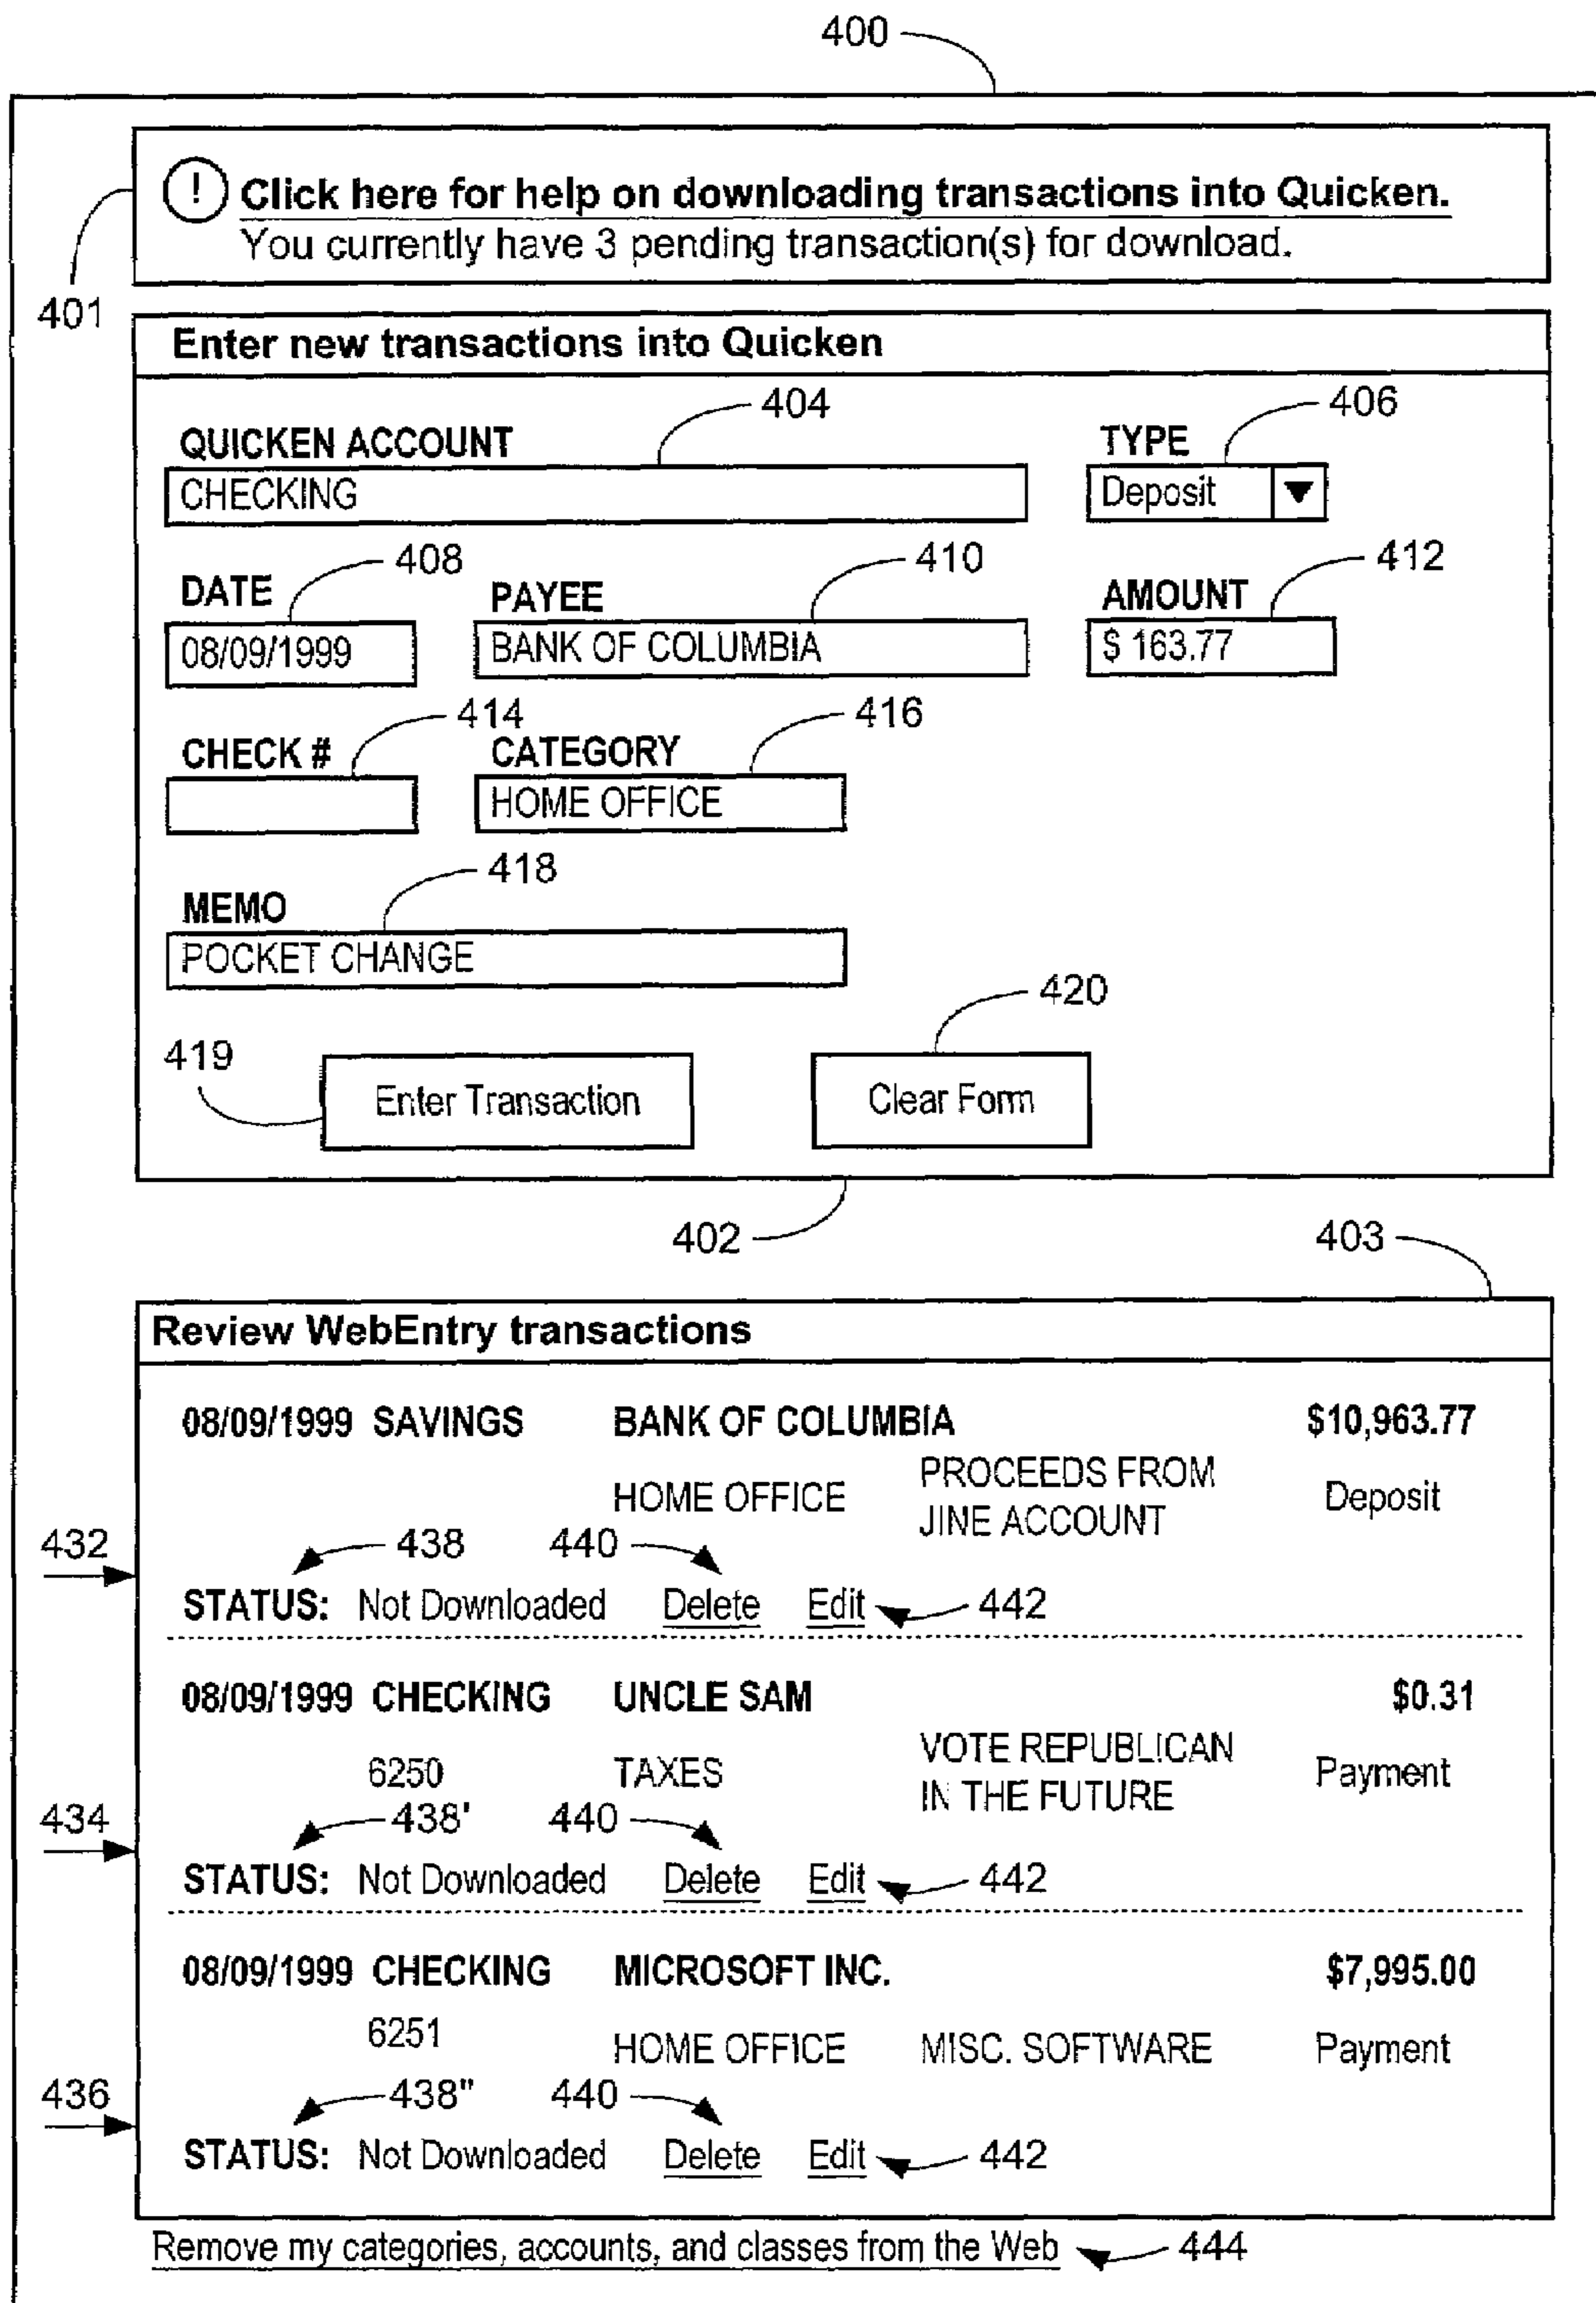 400
! Click here for help on downloading transactions into Quicken.
You currently have 3 pending transaction(s) for download.
401
Enter new transactions into Quicken
404 406
QUICKEN ACCOUNT TYPE
CHECKING Deposit
408 410 412
DATE PAYEE AMOUNT
08/09/1999 BANK OF COLUMBIA $ 163.77
414 416
CHECK # CATEGORY
HOME OFFICE
418
MEMO
POCKET CHANGE
420
419
Enter Transaction Clear Form
402 403
Review WebEntry transactions
08/09/1999 SAVINGS BANK OF COLUMBIA $10,963.77
HOME OFFICE PROCEEDS FROM Deposit
JINE ACCOUNT
432 438 440
STATUS: Not Downloaded Delete Edit 442
08/09/1999 CHECKING UNCLE SAM $0.31
6250 TAXES VOTE REPUBLICAN Payment
IN THE FUTURE
434 438' 440
STATUS: Not Downloaded Delete Edit 442
08/09/1999 CHECKING MICROSOFT INC. $7,995.00
6251 HOME OFFICE MISC. SOFTWARE Payment
436 438" 440
STATUS: Not Downloaded Delete Edit 442
Remove my categories, accounts, and classes from the Web 444